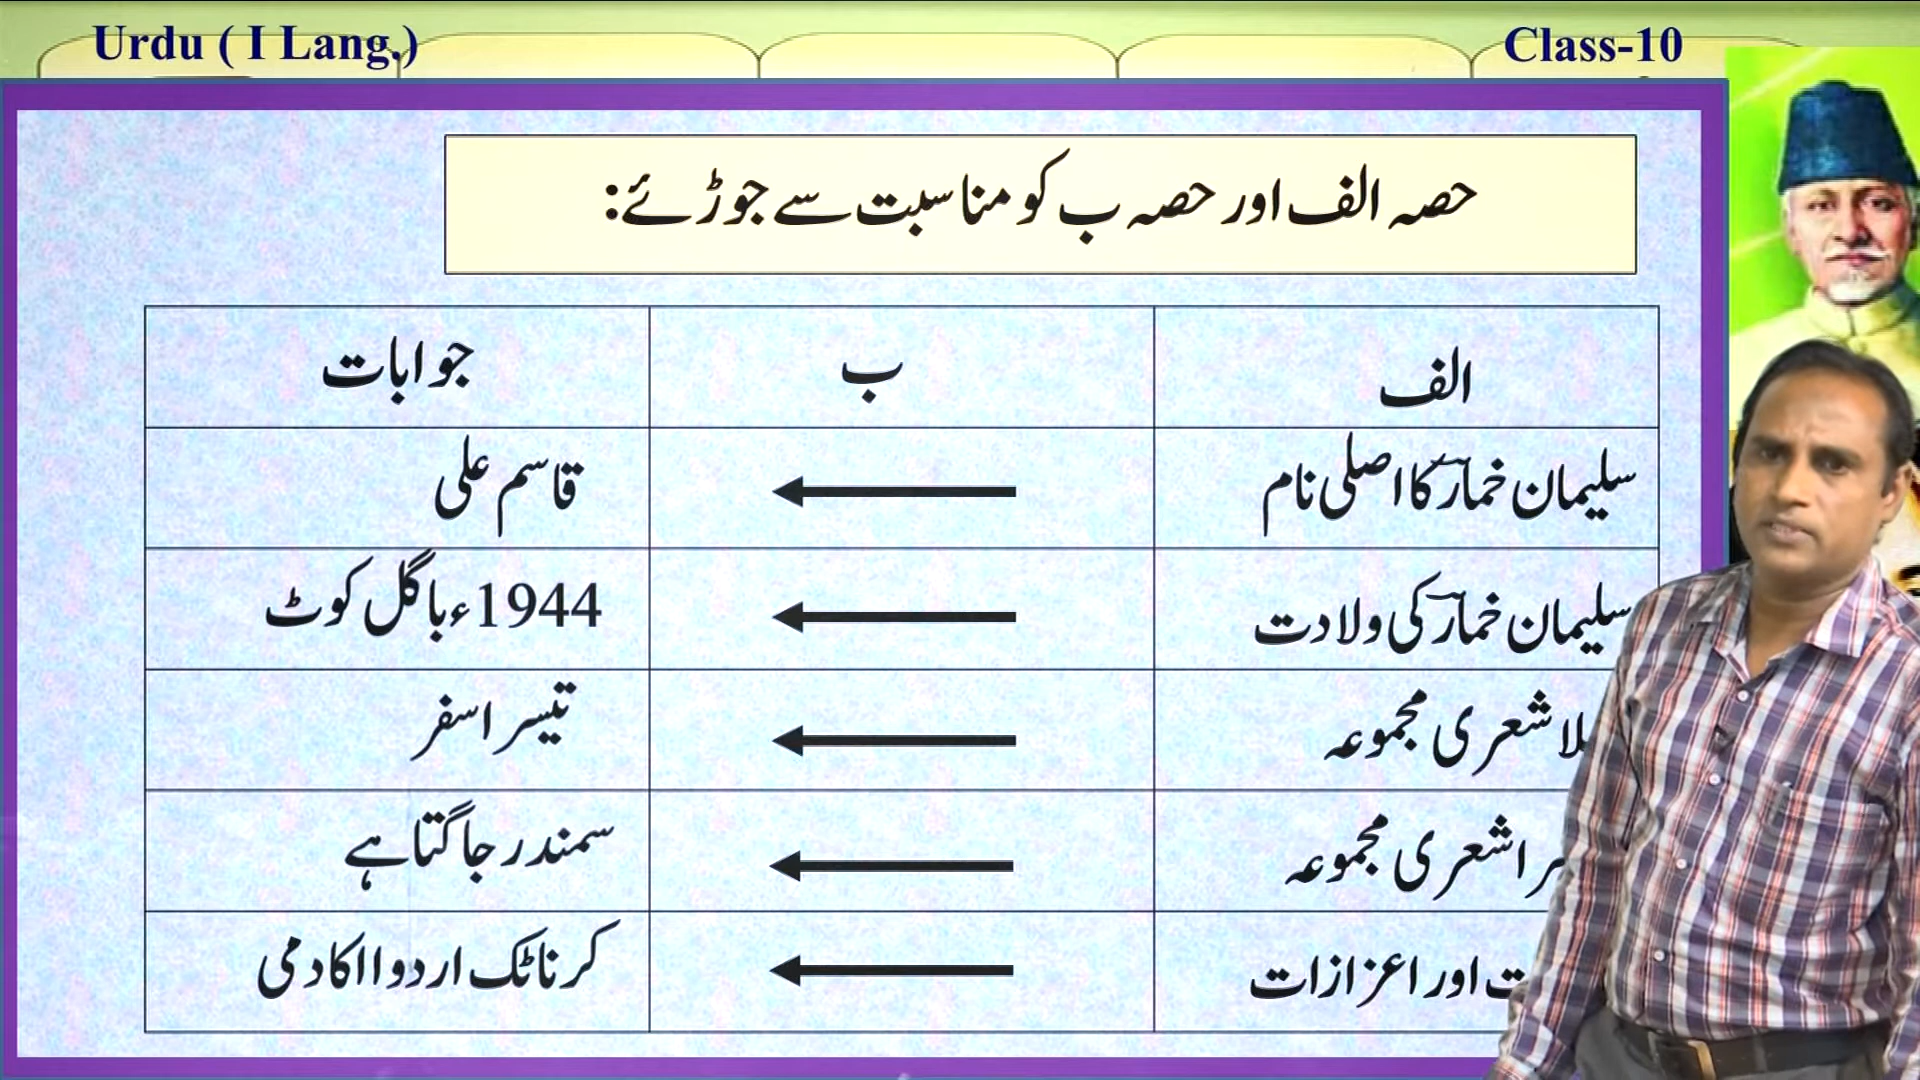 Urdu ( I Lang.)
Class-10
حصہ الف اور حصہ ب کو مناسبت سے جوڑئے:
الف ب جوابات
سلیمان خمارؔ کا اصلی نام قاسم علی
سلیمان خمارؔ کی ولادت 1944ء باگل کوٹ
شعری مجموعہ تیسرا سفر
شعری مجموعہ سمندر جاگتا ہے
اور اعزازات کرناٹک اردو اکادمی